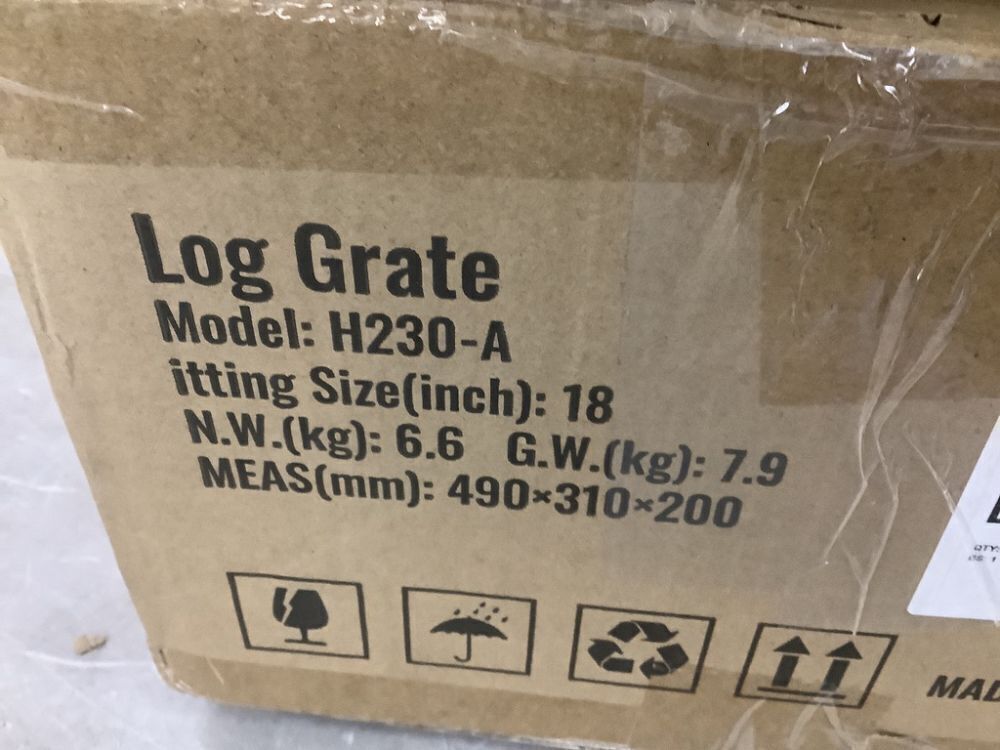 Log Grate
Model: H230-A
itting Size(inch): 18
N.W.(kg): 6.6 G.W.(kg): 7.9
MEAS(mm): 490×310×200
QTY:
MAD